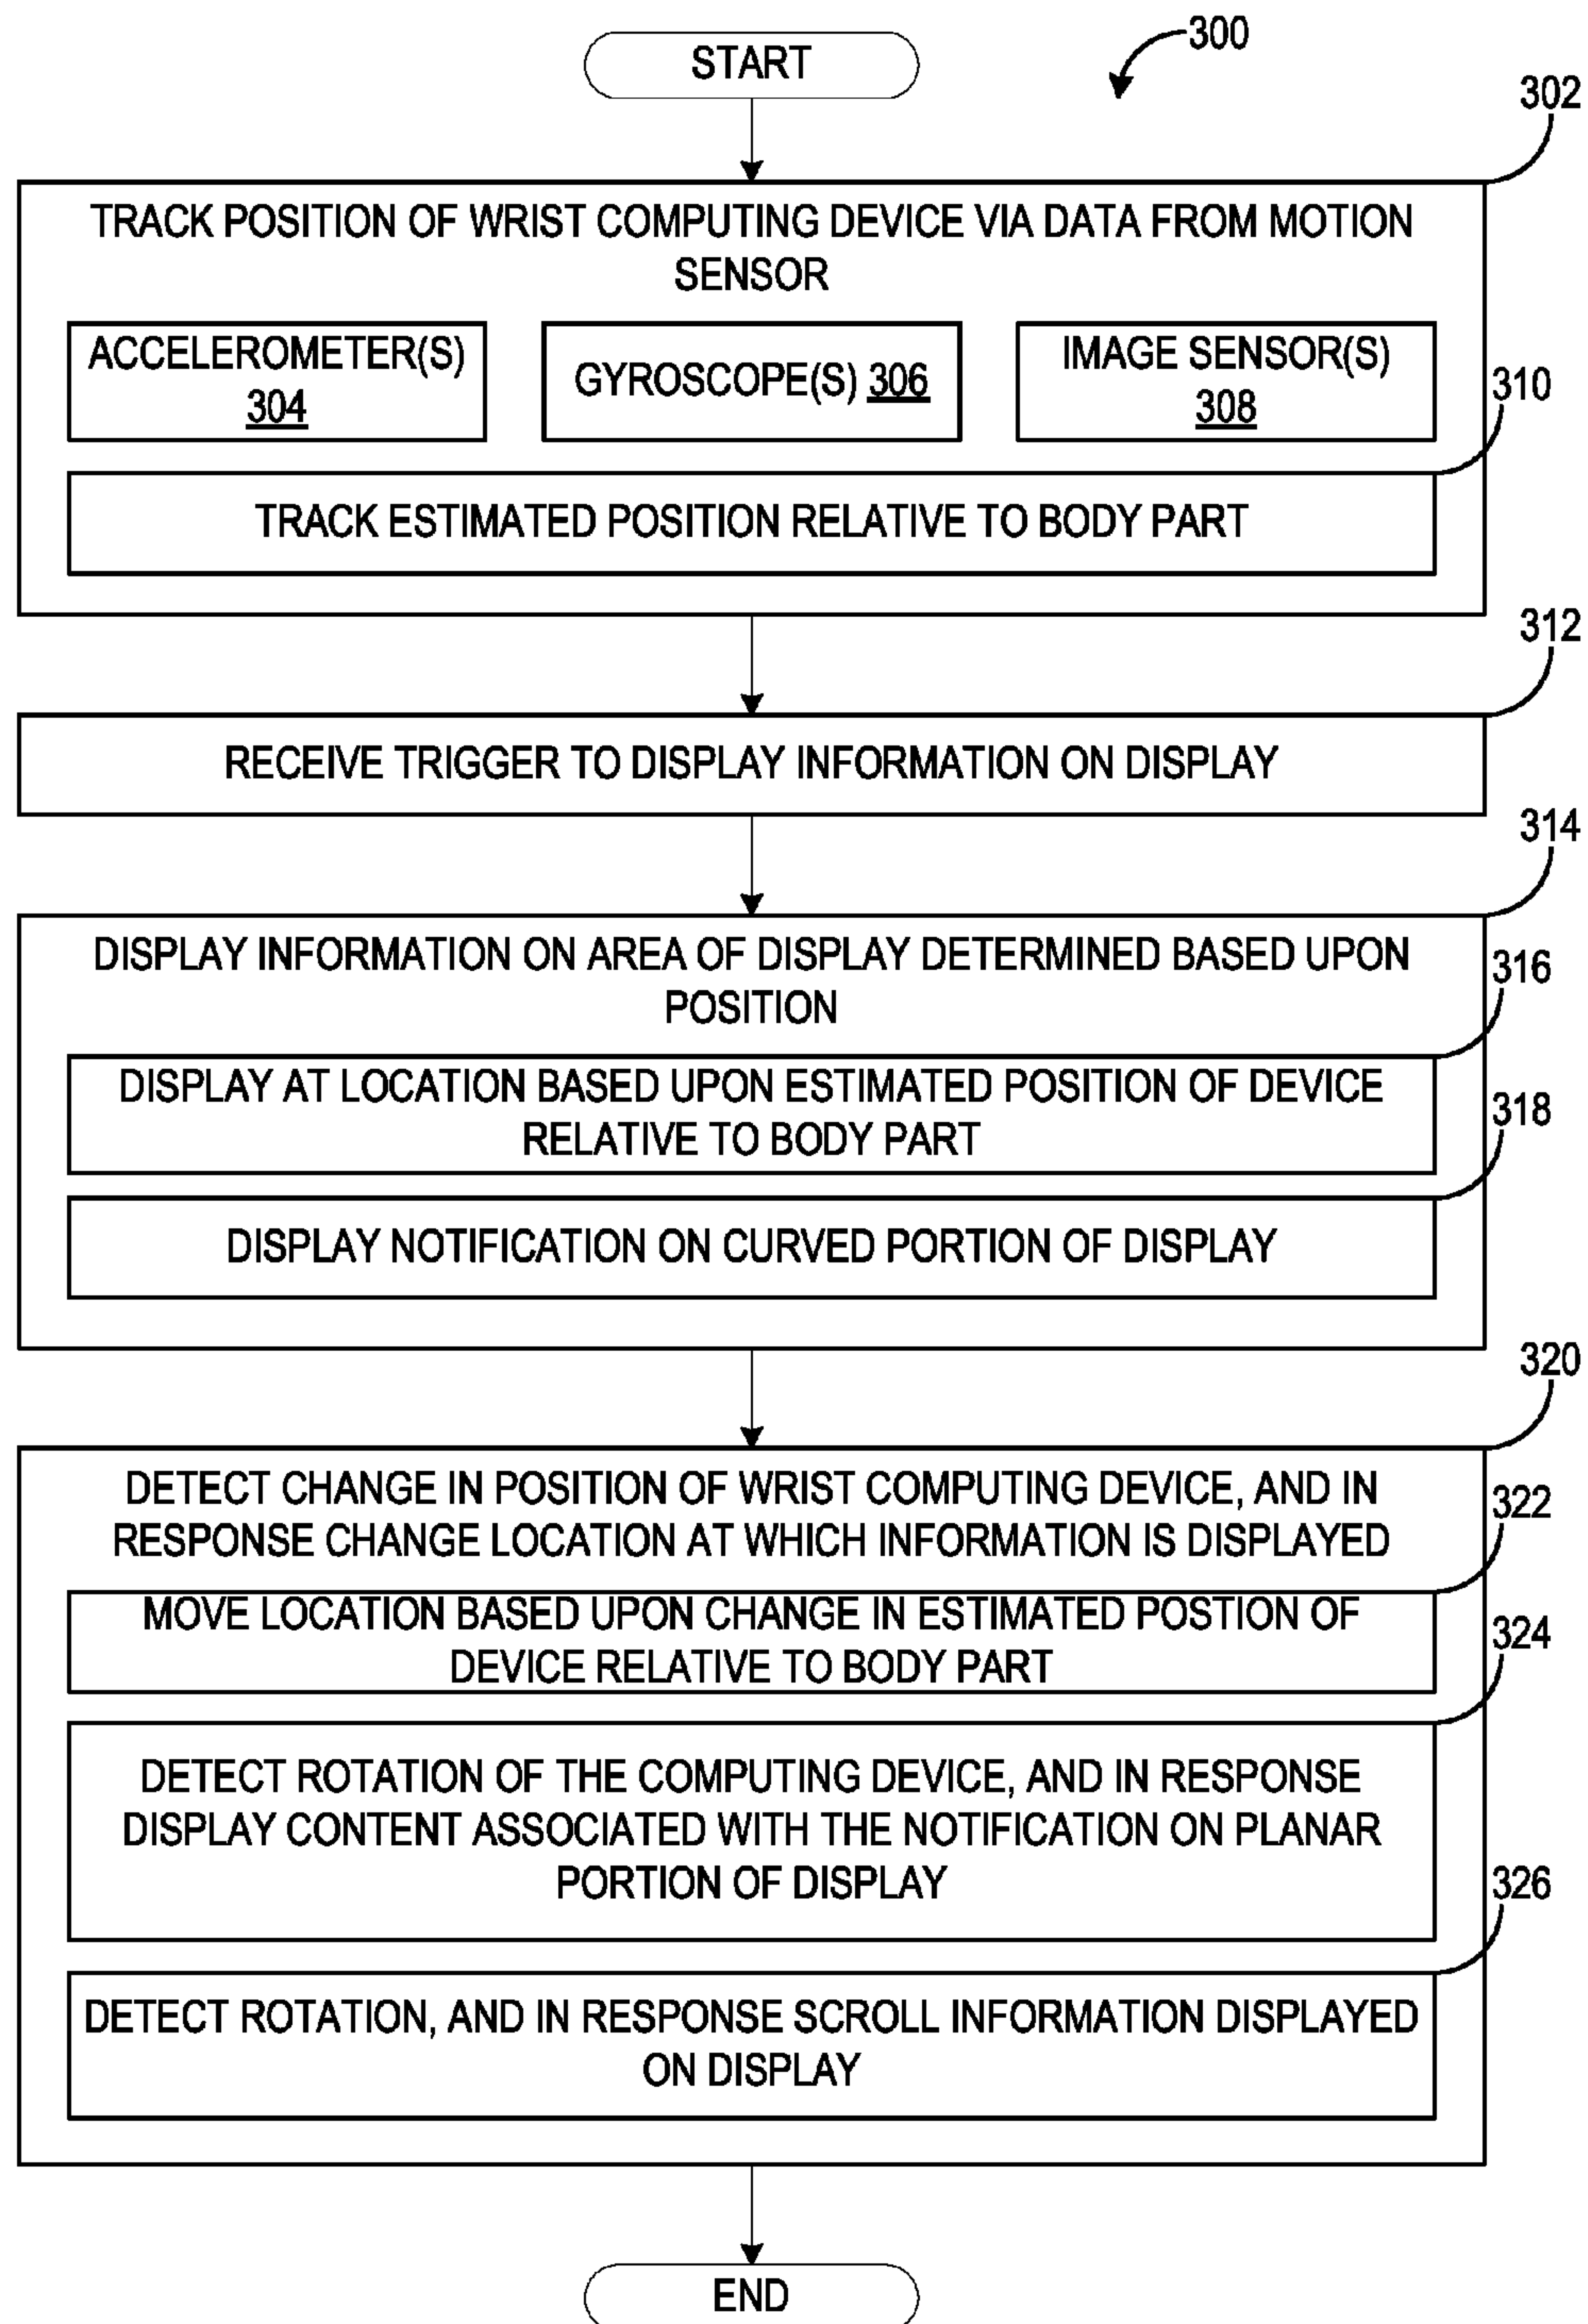 START
300
302
TRACK POSITION OF WRIST COMPUTING DEVICE VIA DATA FROM MOTION
SENSOR
ACCELEROMETER(S)
304
GYROSCOPE(S) 306
IMAGE SENSOR(S)
308
310
TRACK ESTIMATED POSITION RELATIVE TO BODY PART
312
RECEIVE TRIGGER TO DISPLAY INFORMATION ON DISPLAY
314
DISPLAY INFORMATION ON AREA OF DISPLAY DETERMINED BASED UPON
POSITION
316
DISPLAY AT LOCATION BASED UPON ESTIMATED POSITION OF DEVICE
RELATIVE TO BODY PART
318
DISPLAY NOTIFICATION ON CURVED PORTION OF DISPLAY
320
DETECT CHANGE IN POSITION OF WRIST COMPUTING DEVICE, AND IN
RESPONSE CHANGE LOCATION AT WHICH INFORMATION IS DISPLAYED
322
MOVE LOCATION BASED UPON CHANGE IN ESTIMATED POSTION OF
DEVICE RELATIVE TO BODY PART
324
DETECT ROTATION OF THE COMPUTING DEVICE, AND IN RESPONSE
DISPLAY CONTENT ASSOCIATED WITH THE NOTIFICATION ON PLANAR
PORTION OF DISPLAY
326
DETECT ROTATION, AND IN RESPONSE SCROLL INFORMATION DISPLAYED
ON DISPLAY
END